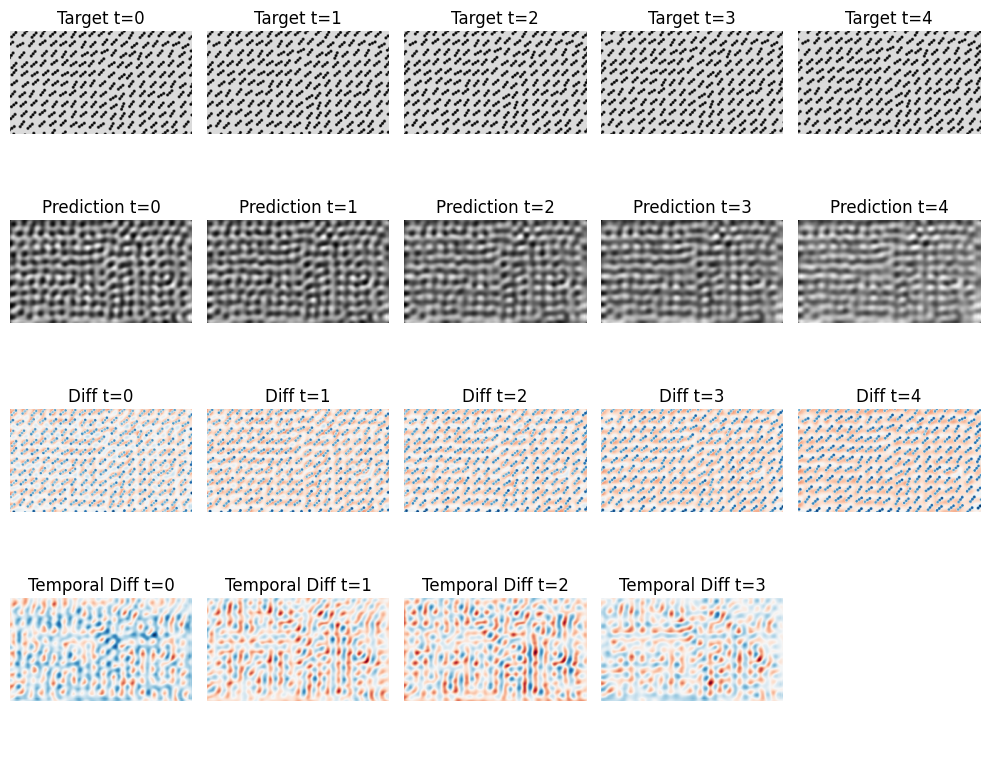 Target t=0 Target t=1 Target t=2 Target t=3 Target t=4
Prediction t=0 Prediction t=1 Prediction t=2 Prediction t=3 Prediction t=4
Diff t=0 Diff t=1 Diff t=2 Diff t=3 Diff t=4
Temporal Diff t=0 Temporal Diff t=1 Temporal Diff t=2 Temporal Diff t=3